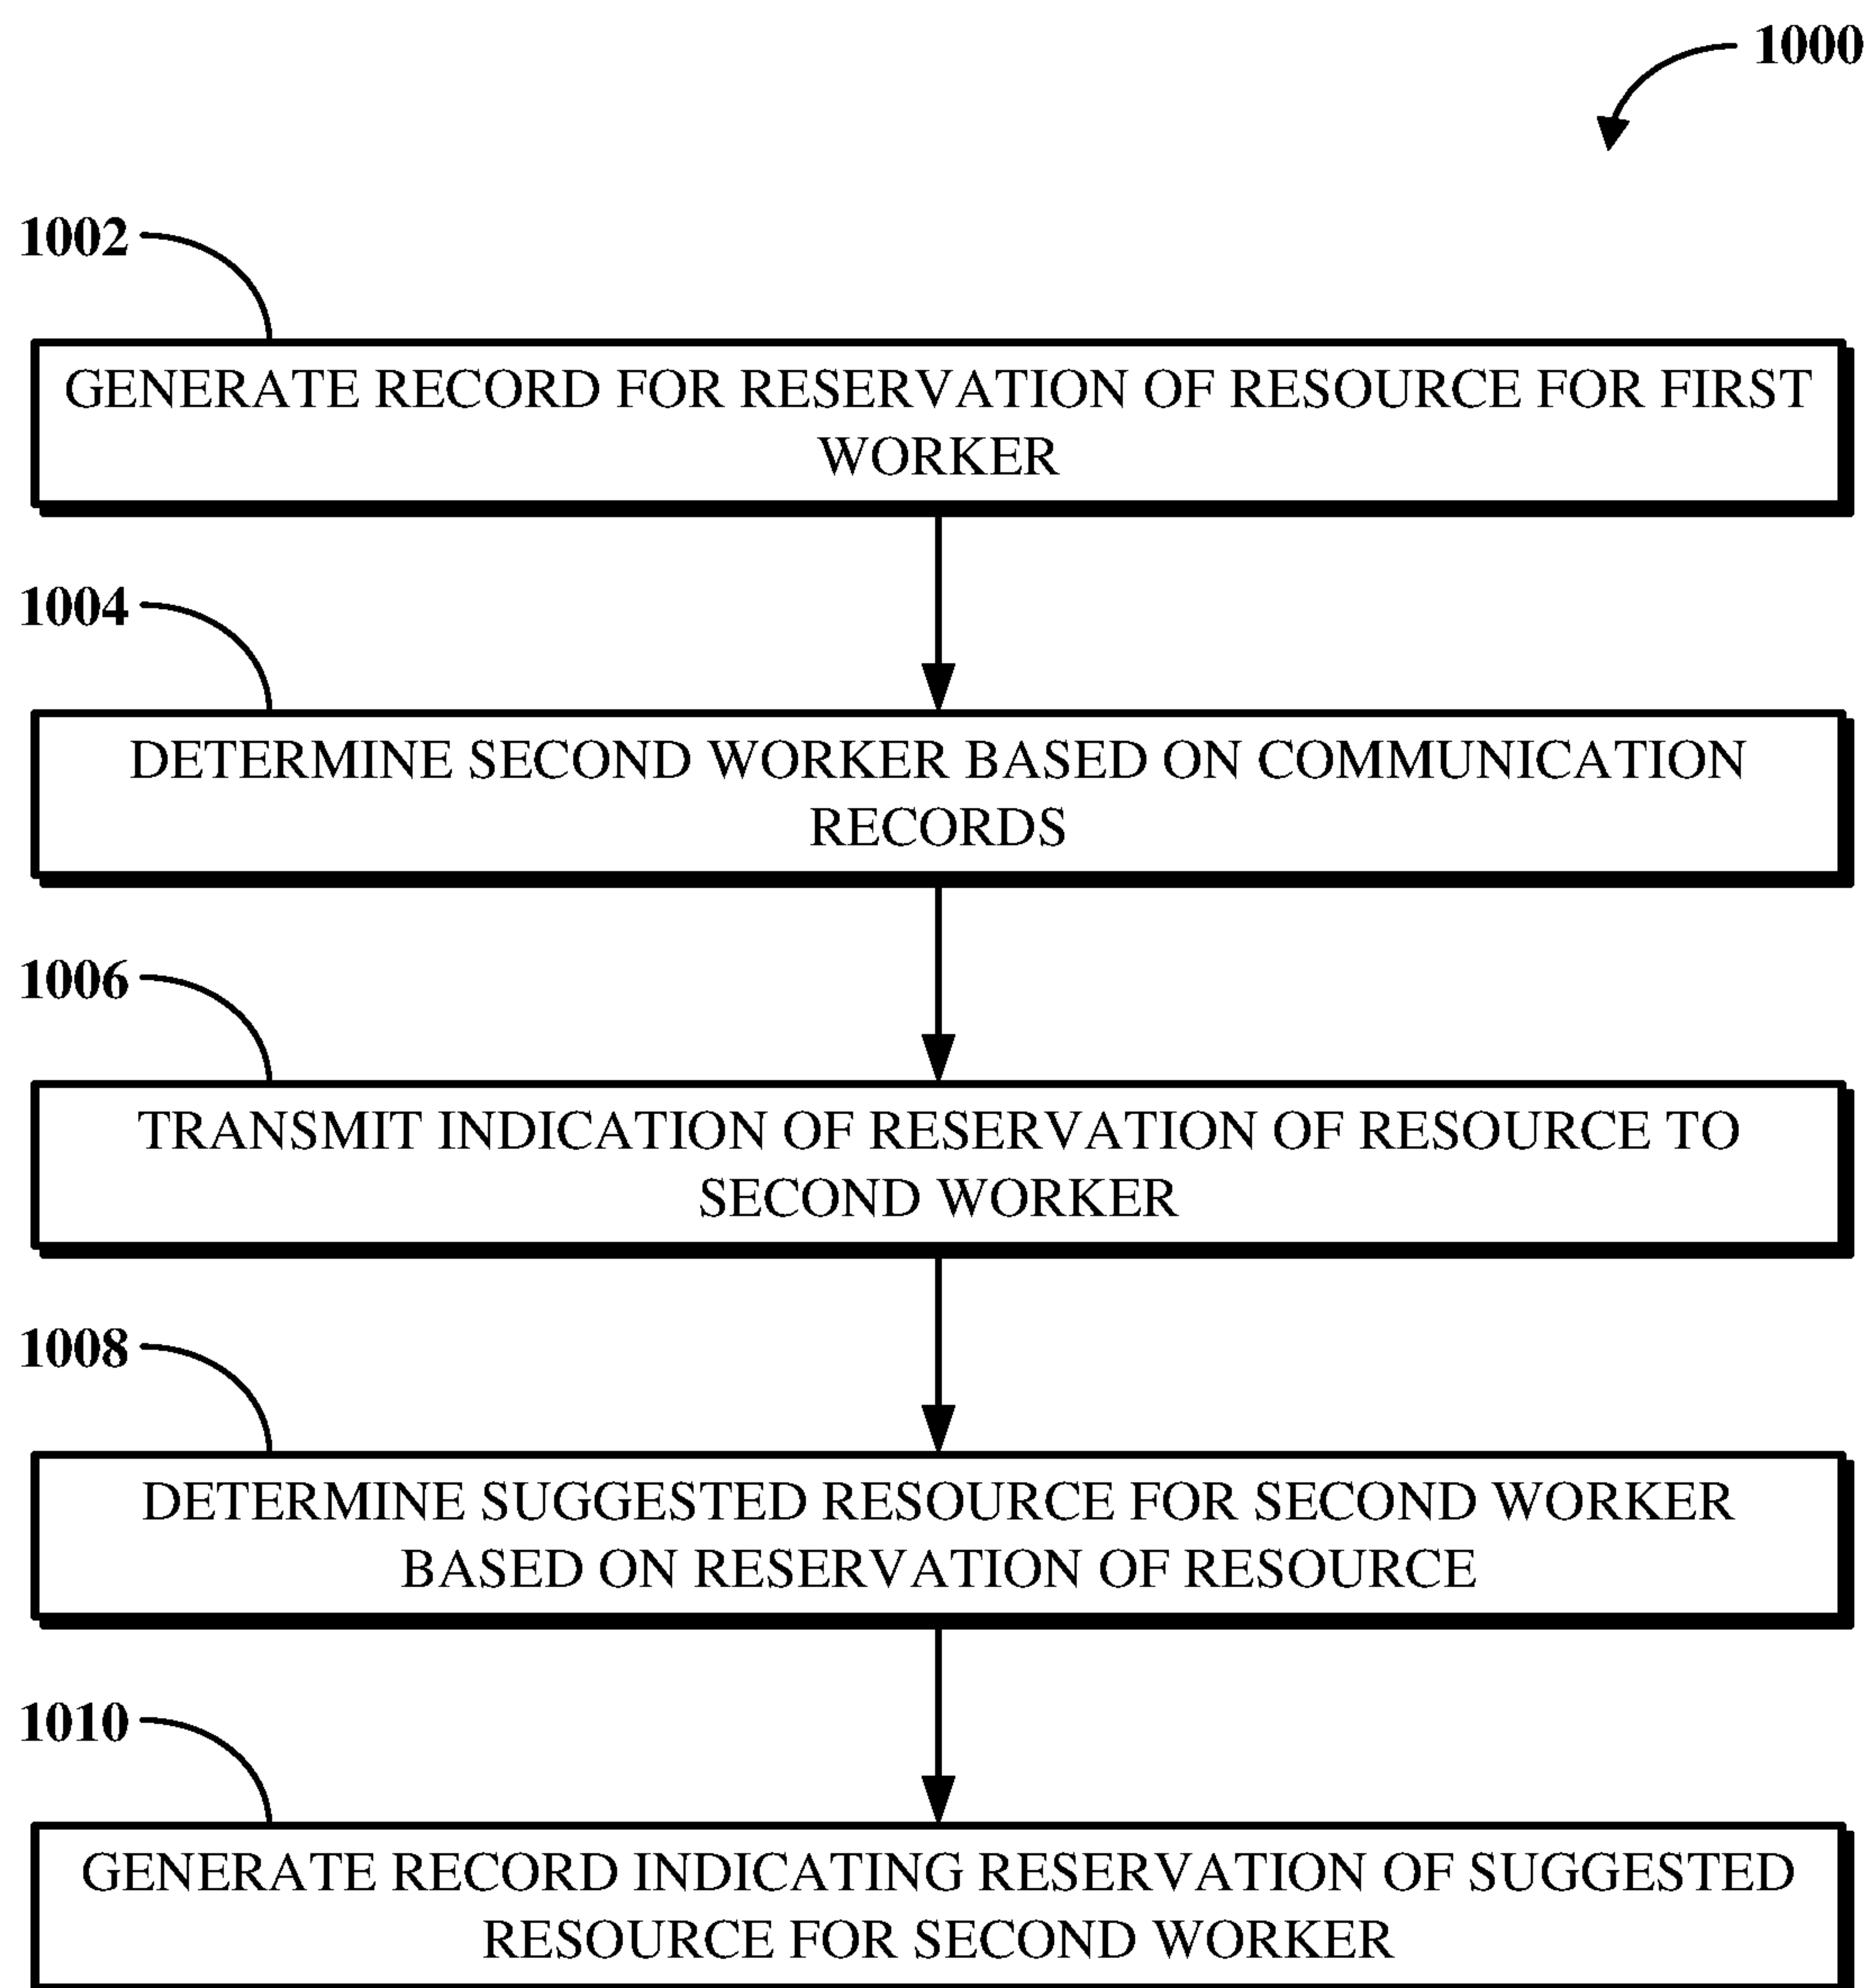 1000
1002
GENERATE RECORD FOR RESERVATION OF RESOURCE FOR FIRST
WORKER
1004
DETERMINE SECOND WORKER BASED ON COMMUNICATION
RECORDS
1006
TRANSMIT INDICATION OF RESERVATION OF RESOURCE TO
SECOND WORKER
1008
DETERMINE SUGGESTED RESOURCE FOR SECOND WORKER
BASED ON RESERVATION OF RESOURCE
1010
GENERATE RECORD INDICATING RESERVATION OF SUGGESTED
RESOURCE FOR SECOND WORKER